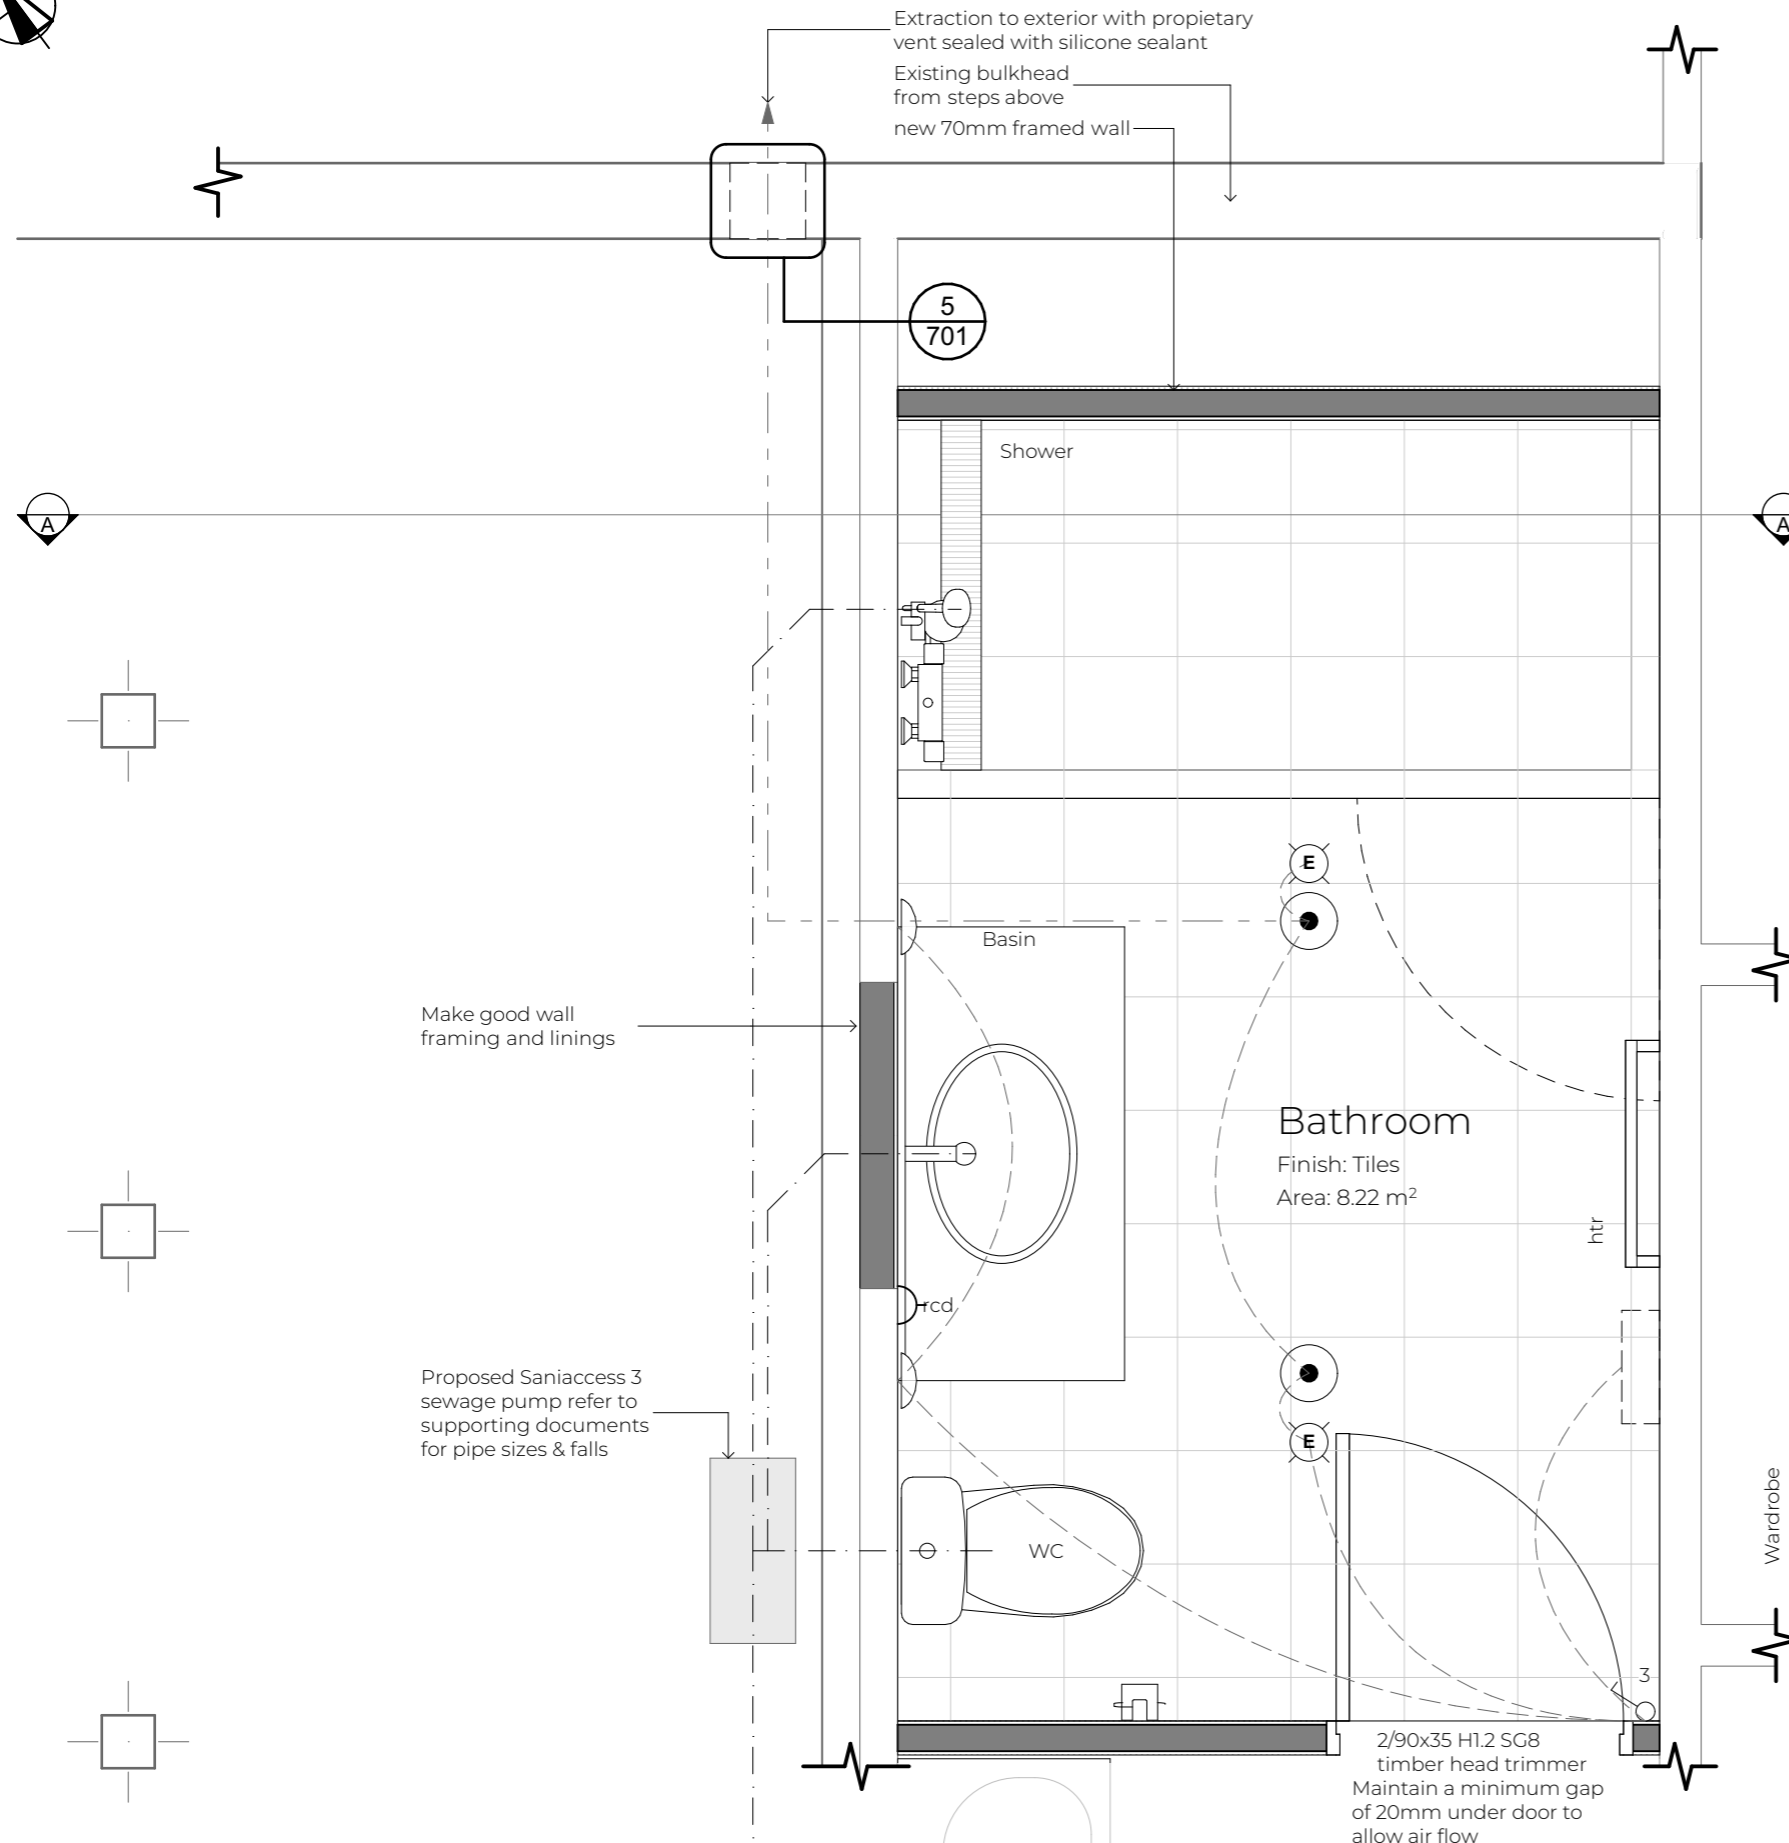 Extraction to exterior with propietary
vent sealed with silicone sealant
Existing bulkhead
from steps above
new 70mm framed wall
5
701
Shower
A
A
E
Basin
Make good wall
framing and linings
Bathroom
Finish: Tiles
Area: 8.22 m²
htr
rcd
Proposed Saniaccess 3
sewage pump refer to
supporting documents
for pipe sizes & falls
E
Wardrobe
WC
3
2/90x35 H1.2 SG8
timber head trimmer
Maintain a minimum gap
of 20mm under door to
allow air flow